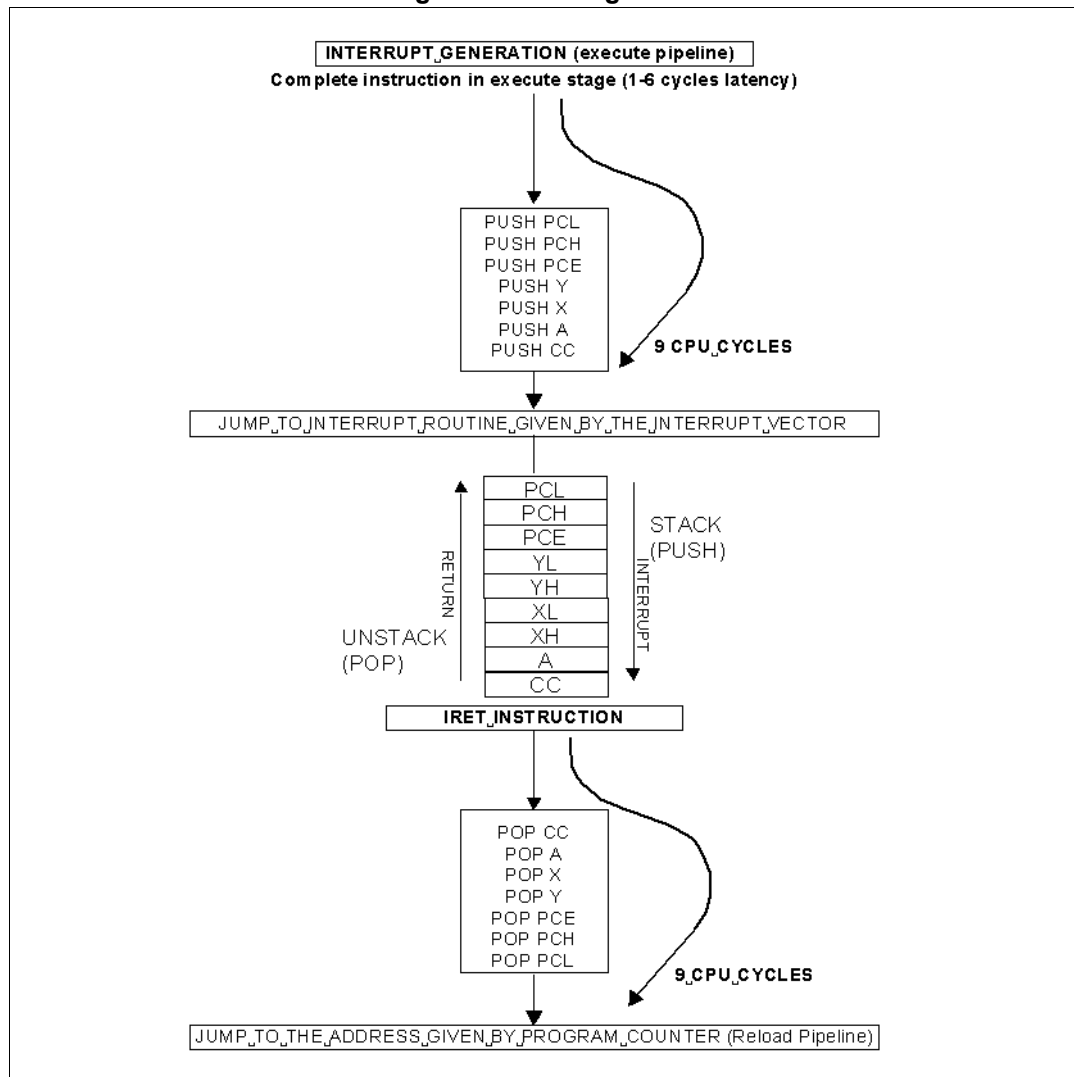 INTERRUPT␣GENERATION (execute pipeline)
Complete instruction in execute stage (1-6 cycles latency)
PUSH PCL
PUSH PCH
PUSH PCE
PUSH Y
PUSH X
PUSH A
PUSH CC
9 CPU␣CYCLES
JUMP␣TO␣INTERRUPT␣ROUTINE␣GIVEN␣BY␣THE␣INTERRUPT␣VECTOR
PCL
PCH
PCE
YL
YH
XL
XH
A
CC
STACK
(PUSH)
INTERRUPT
RETURN
UNSTACK
(POP)
IRET␣INSTRUCTION
POP CC
POP A
POP X
POP Y
POP PCE
POP PCH
POP PCL
9␣CPU␣CYCLES
JUMP␣TO␣THE␣ADDRESS␣GIVEN␣BY␣PROGRAM␣COUNTER (Reload Pipeline)